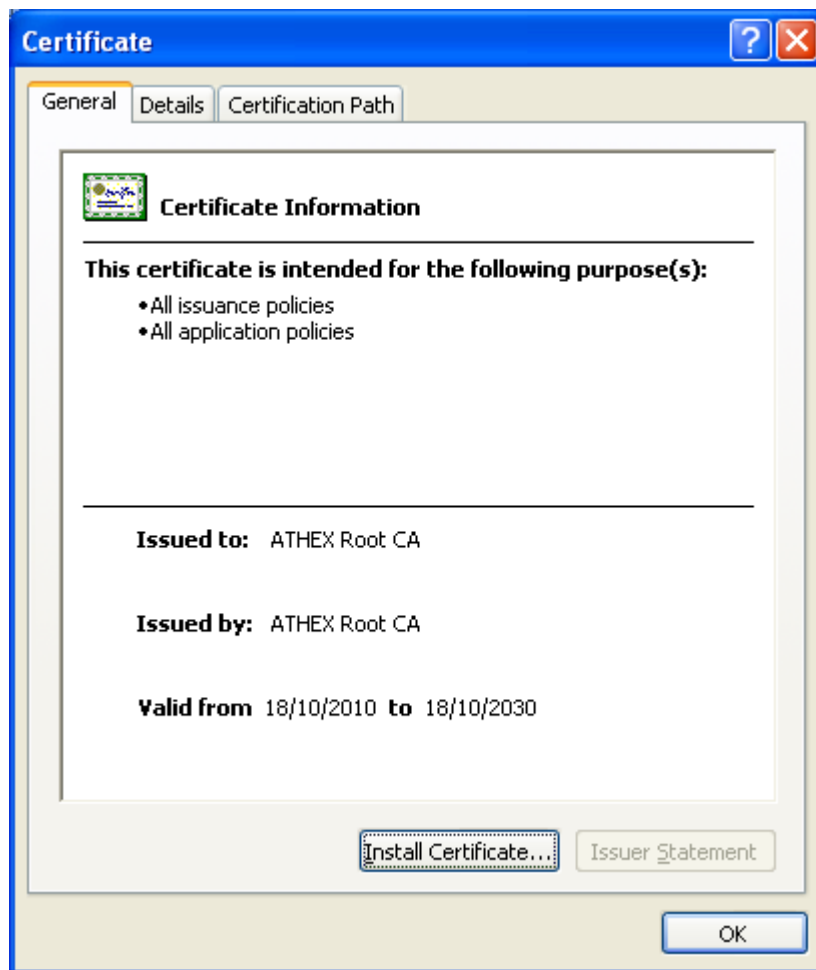 Certificate
General Details Certification Path
Certificate Information
This certificate is intended for the following purpose(s):
•All issuance policies
•All application policies
Issued to: ATHEX Root CA
Issued by: ATHEX Root CA
Valid from 18/10/2010 to 18/10/2030
Install Certificate... Issuer Statement
OK